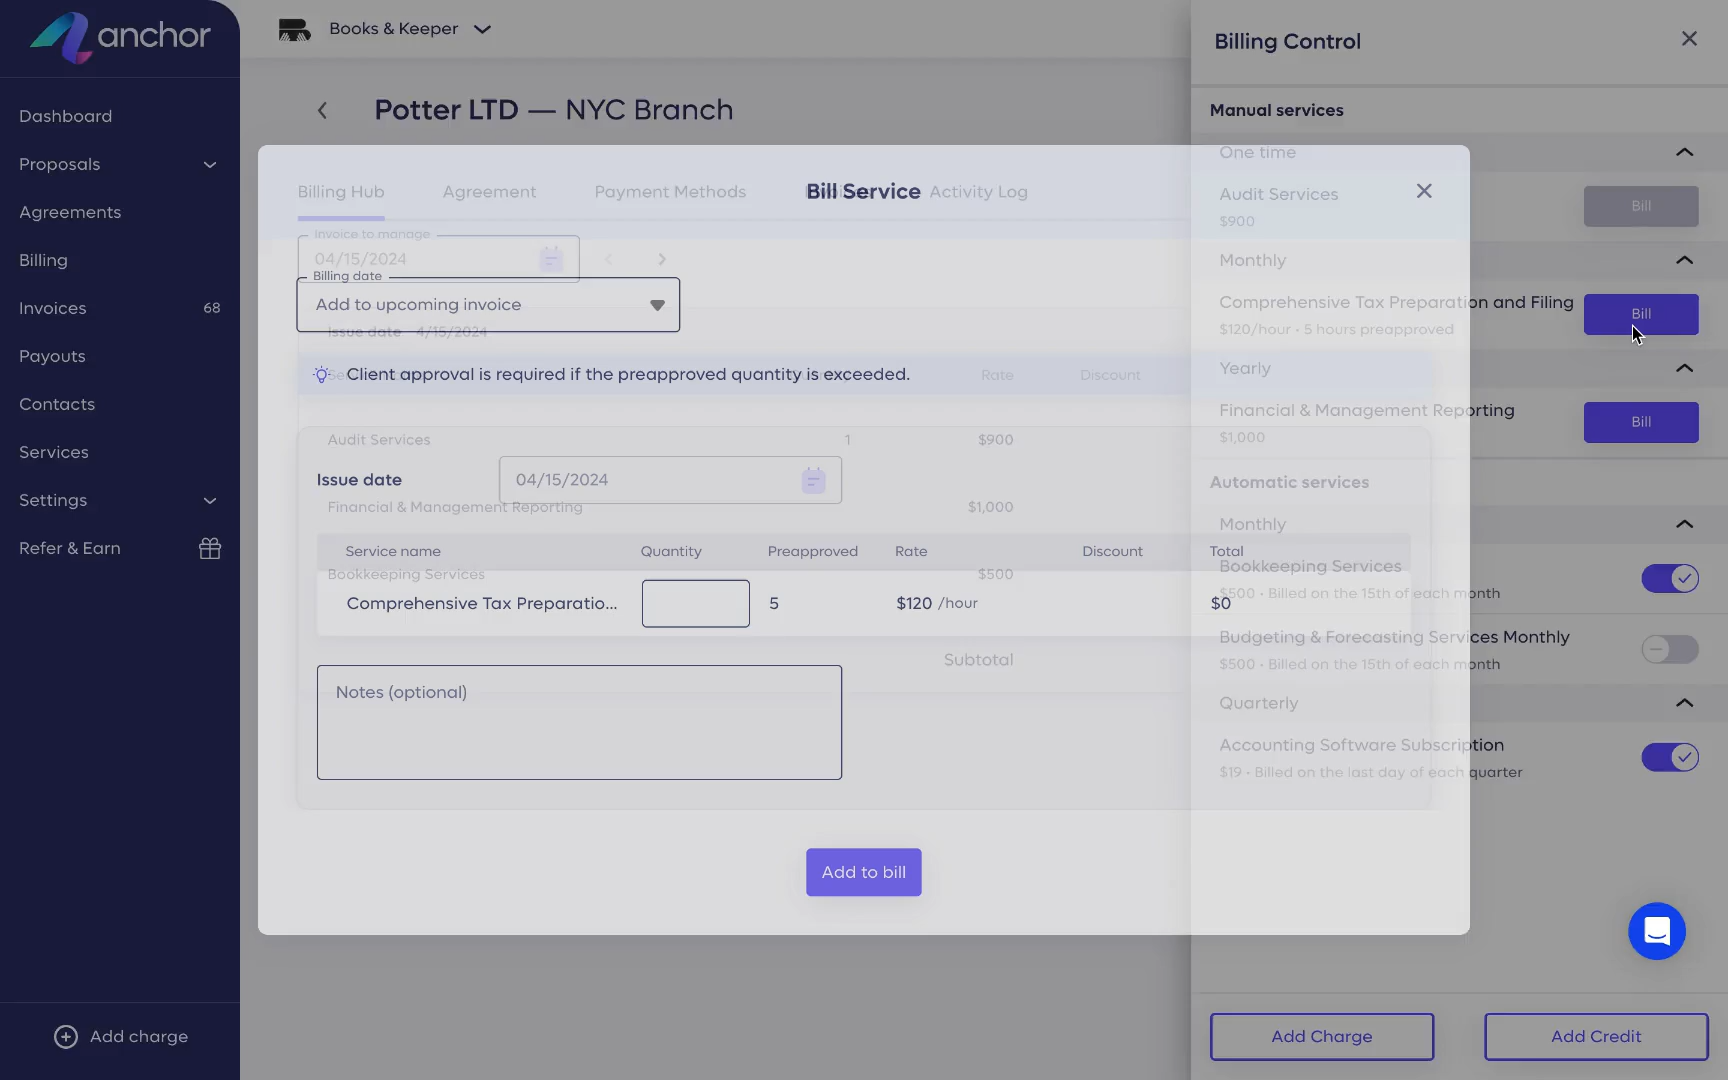 anchor
Dashboard
Proposals
Agreements
Billing
Invoices 68
Payouts
Contacts
Services
Settings
Refer & Earn
Add charge
Books & Keeper
Potter LTD — NYC Branch
Billing Hub Agreement Payment Methods Activity Log
Bill Service
Invoice to manage
04/15/2024
Billing date
Add to upcoming invoice
Issue date 4/15/2024
Client approval is required if the preapproved quantity is exceeded.
Rate Discount
Audit Services 1 $900
Issue date 04/15/2024
Financial & Management Reporting $1,000
Service name Quantity Preapproved Rate Discount Total
Bookkeeping Services $500
Comprehensive Tax Preparatio... 5 $120 /hour $0
Subtotal
Notes (optional)
Add to bill
Billing Control
Manual services
One time
Audit Services
$900
Bill
Monthly
Comprehensive Tax Preparation and Filing
$120/hour • 5 hours preapproved
Bill
Yearly
Financial & Management Reporting
$1,000
Bill
Automatic services
Monthly
Bookkeeping Services
$500 • Billed on the 15th of each month
Budgeting & Forecasting Services Monthly
$500 • Billed on the 15th of each month
Quarterly
Accounting Software Subscription
$19 • Billed on the last day of each quarter
Add Charge
Add Credit